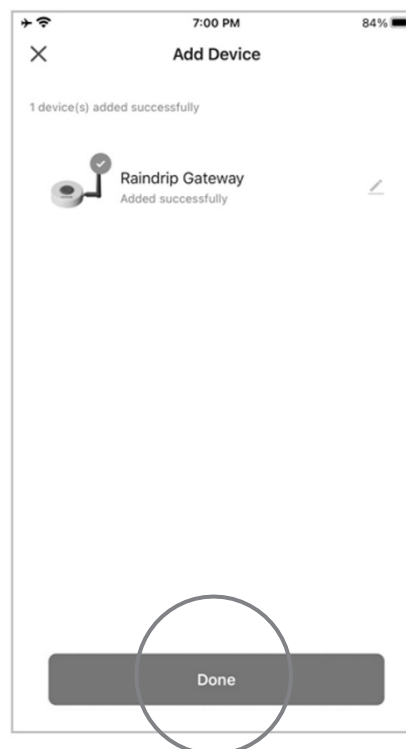 7:00 PM 84%
Add Device
1 device(s) added successfully
Raindrip Gateway
Added successfully
Done